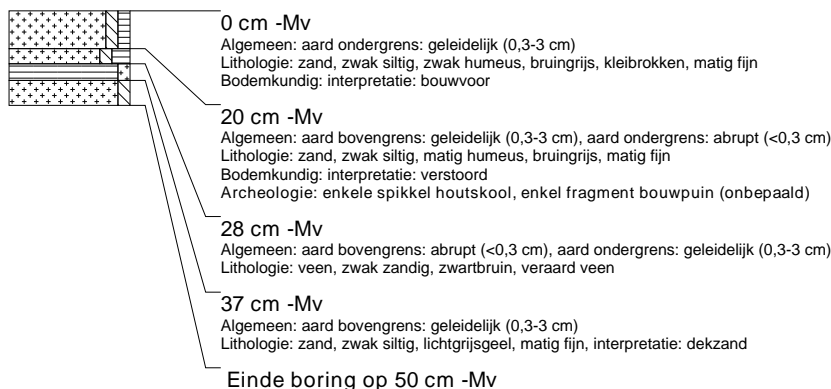 0 cm -Mv
Algemeen: aard ondergrens: geleidelijk (0,3-3 cm)
Lithologie: zand, zwak siltig, zwak humeus, bruingrijs, kleibrokken, matig fijn
Bodemkundig: interpretatie: bouwvoor
20 cm -Mv
Algemeen: aard bovengrens: geleidelijk (0,3-3 cm), aard ondergrens: abrupt (<0,3 cm)
Lithologie: zand, zwak siltig, matig humeus, bruingrijs, matig fijn
Bodemkundig: interpretatie: verstoord
Archeologie: enkele spikkel houtskool, enkel fragment bouwpuin (onbepaald)
28 cm -Mv
Algemeen: aard bovengrens: abrupt (<0,3 cm), aard ondergrens: geleidelijk (0,3-3 cm)
Lithologie: veen, zwak zandig, zwartbruin, veraard veen
37 cm -Mv
Algemeen: aard bovengrens: geleidelijk (0,3-3 cm)
Lithologie: zand, zwak siltig, lichtgrijsgeel, matig fijn, interpretatie: dekzand
Einde boring op 50 cm -Mv